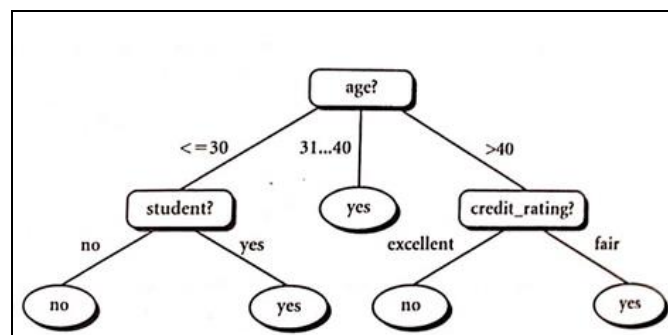 age?
<=30
31...40
>40
student?
yes
credit_rating?
no
yes
excellent
fair
no
yes
no
yes